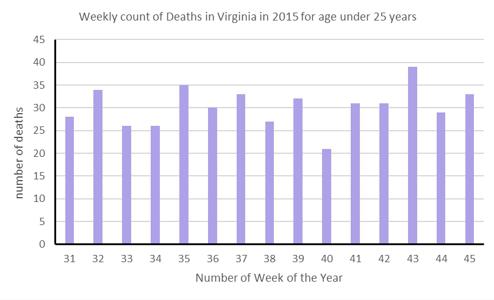 Weekly count of Deaths in Virginia in 2015 for age under 25 years
45
40
35
30
25
20
15
10
5
0
number of deaths
31 32 33 34 35 36 37 38 39 40 41 42 43 44 45
Number of Week of the Year